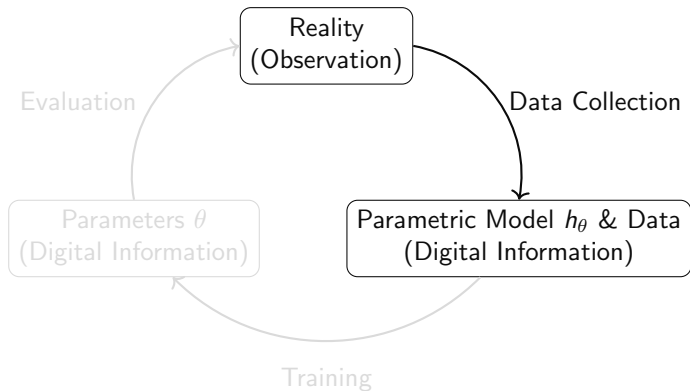 Reality
(Observation)
Evaluation
Data Collection
Parameters θ
(Digital Information)
Parametric Model hθ & Data
(Digital Information)
Training